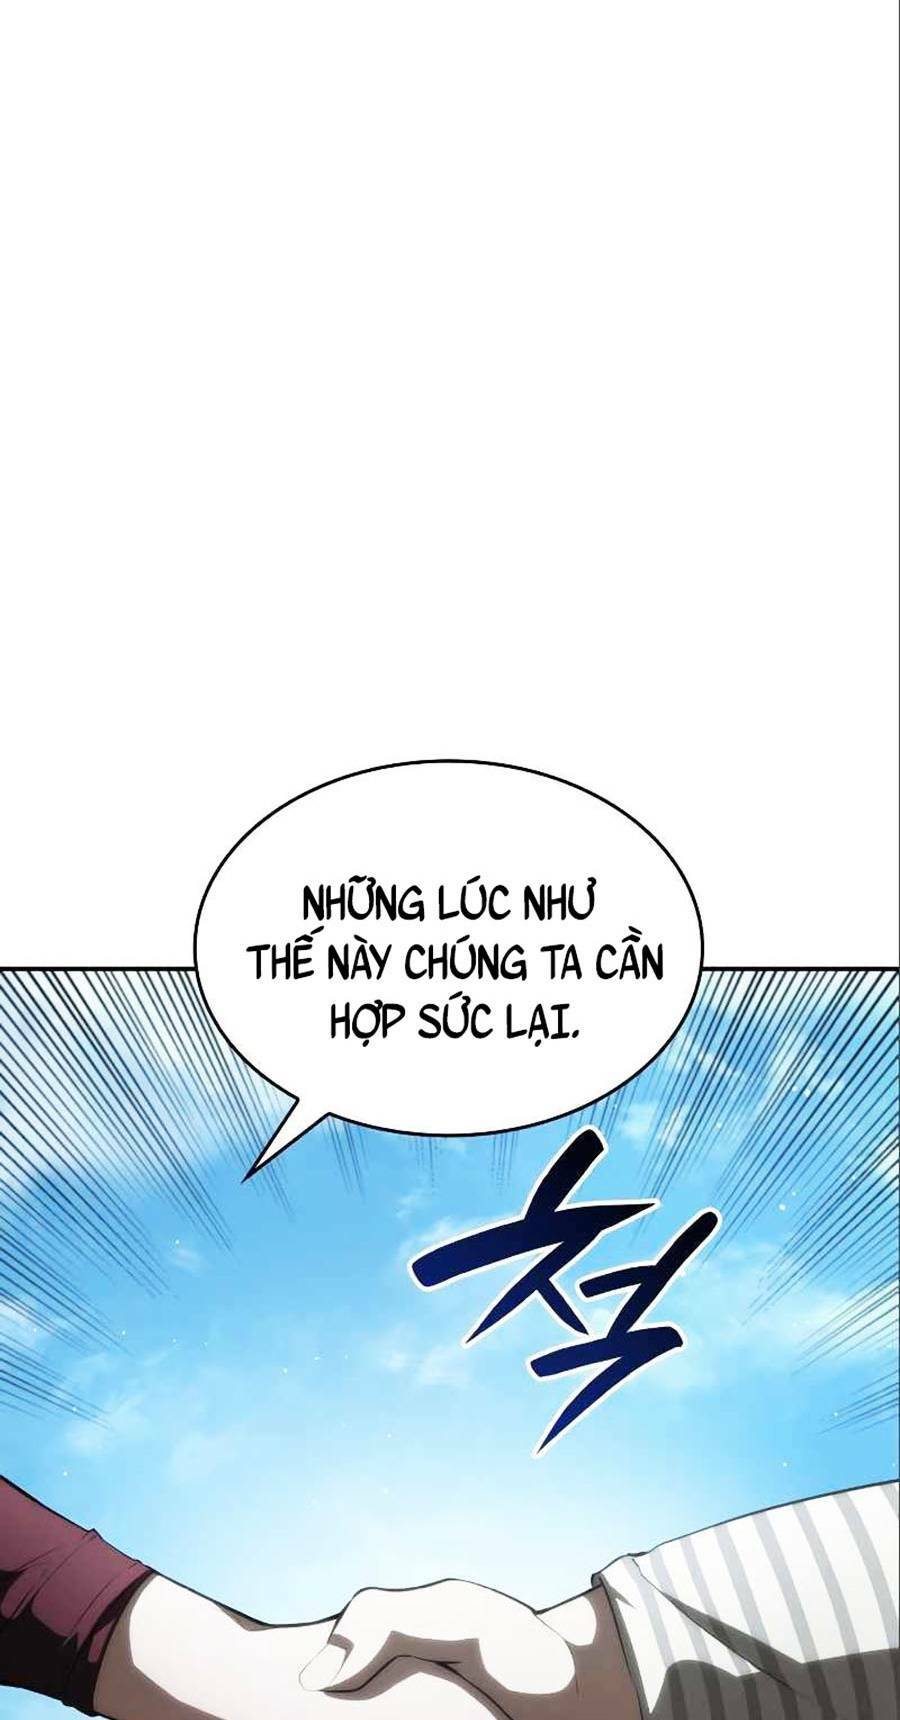 NHỮNG LÚC NHƯ
THẾ NÀY CHÚNG TA CẦN
HỢP SỨC LẠI.
척